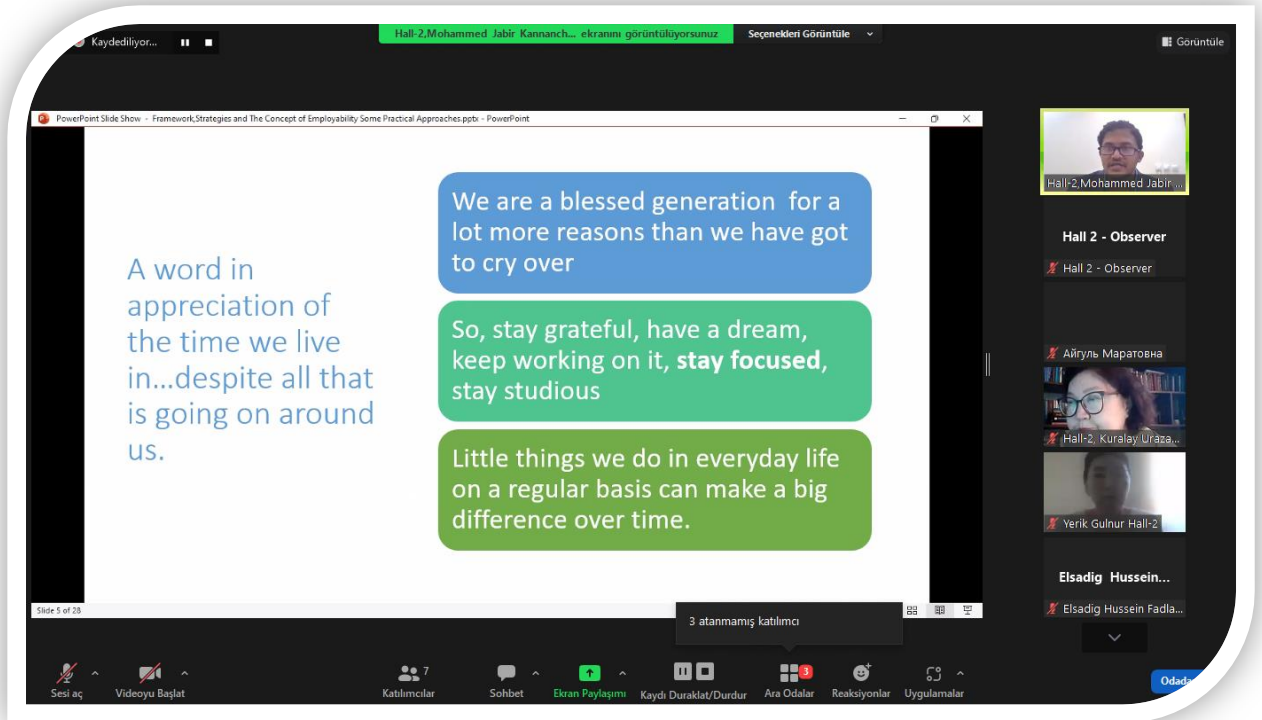 Kaydediliyor...
Hall-2,Mohammed Jabir Kannanch... ekranını görüntülüyorsunuz
Seçenekleri Görüntüle
Görüntüle
PowerPoint Slide Show - Framework,Strategies and The Concept of Employability Some Practical Approaches.pptx - PowerPoint
A word in
appreciation of
the time we live
in...despite all that
is going on around
us.
We are a blessed generation for a
lot more reasons than we have got
to cry over
So, stay grateful, have a dream,
keep working on it, stay focused,
stay studious
Little things we do in everyday life
on a regular basis can make a big
difference over time.
Slide 5 of 28
Hall-2,Mohammed Jabir ...
Hall 2 - Observer
Hall 2 - Observer
Айгуль Маратовна
Hall-2, Kuralay Uraza...
Yerik Gulnur Hall-2
Elsadig Hussein...
Elsadig Hussein Fadla...
3 atanmamış katılımcı
Sesi aç
Videoyu Başlat
7
Katılımcılar
Sohbet
Ekran Paylaşımı
Kaydı Duraklat/Durdur
3
Ara Odalar
Reaksiyonlar
Uygulamalar